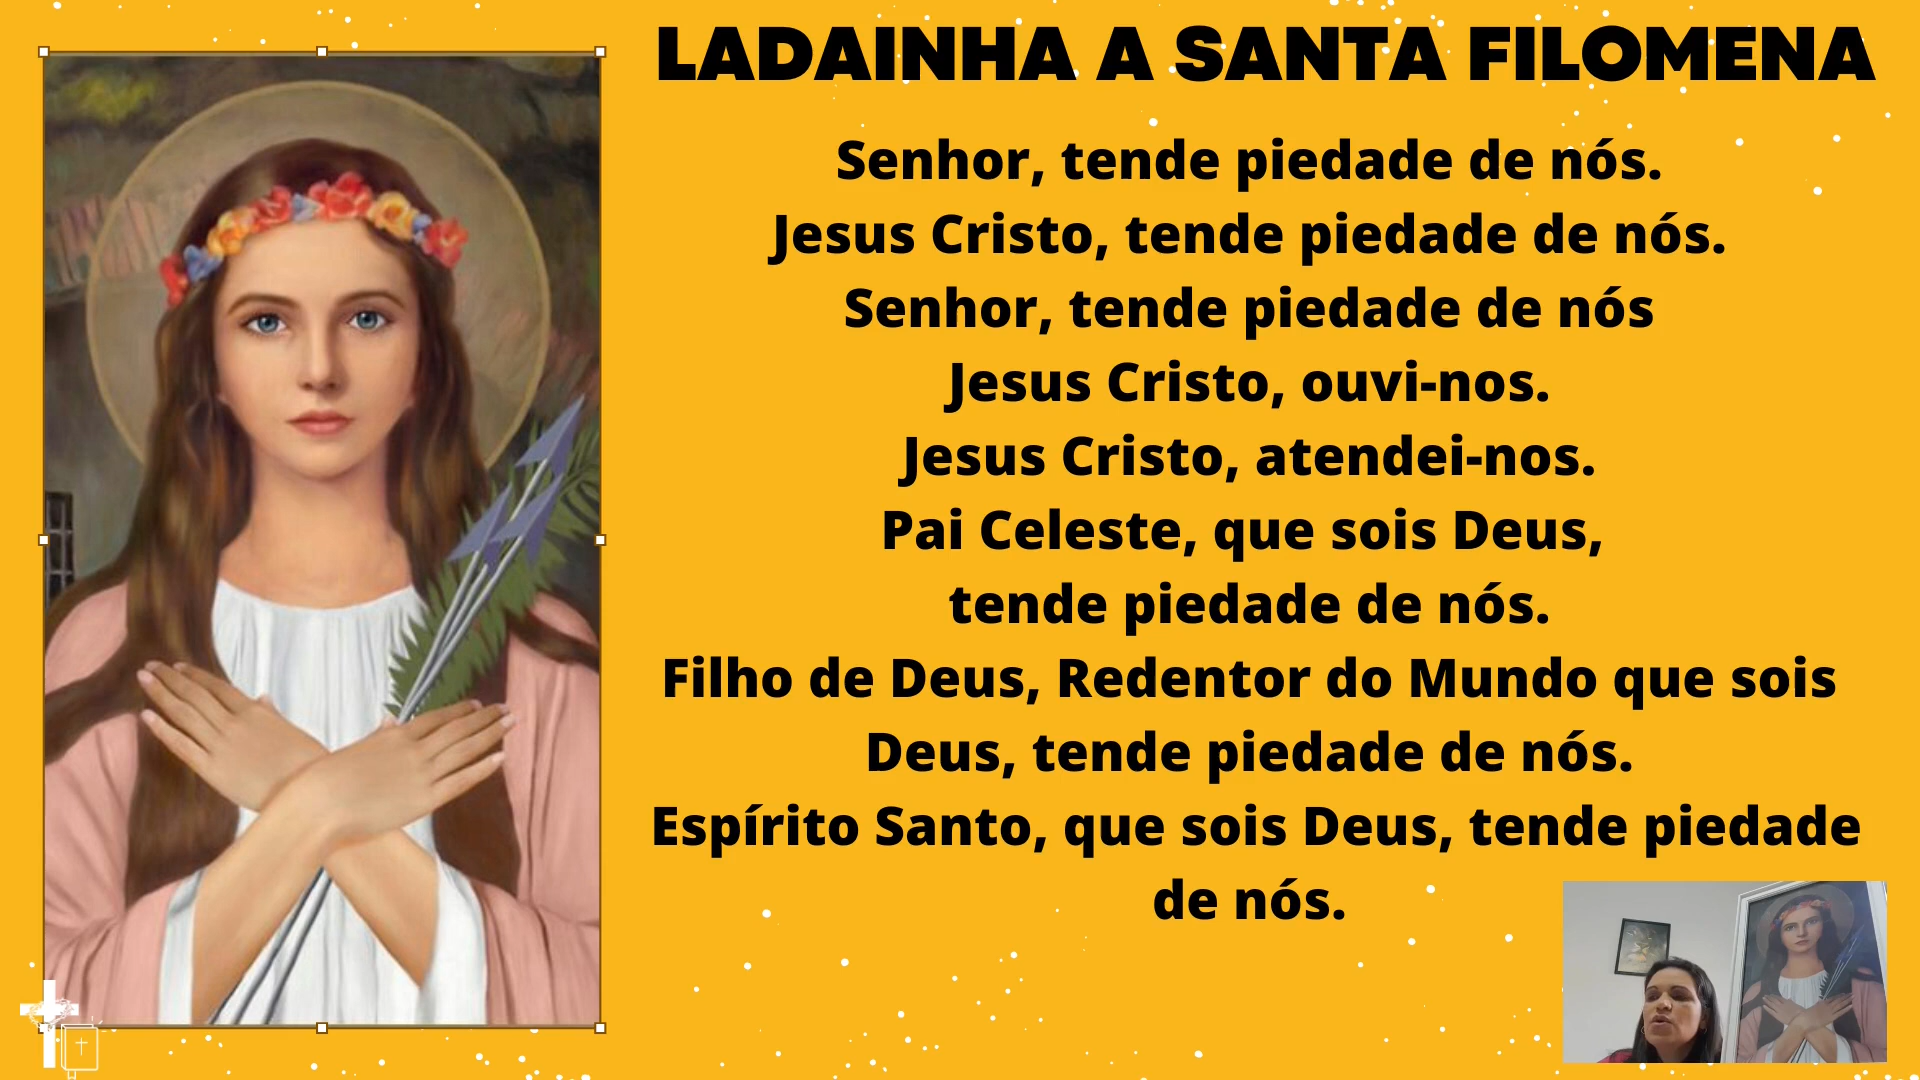 LADAINHA A SANTA FILOMENA
Senhor, tende piedade de nós.
Jesus Cristo, tende piedade de nós.
Senhor, tende piedade de nós
Jesus Cristo, ouvi-nos.
Jesus Cristo, atendei-nos.
Pai Celeste, que sois Deus,
tende piedade de nós.
Filho de Deus, Redentor do Mundo que sois
Deus, tende piedade de nós.
Espírito Santo, que sois Deus, tende piedade
de nós.